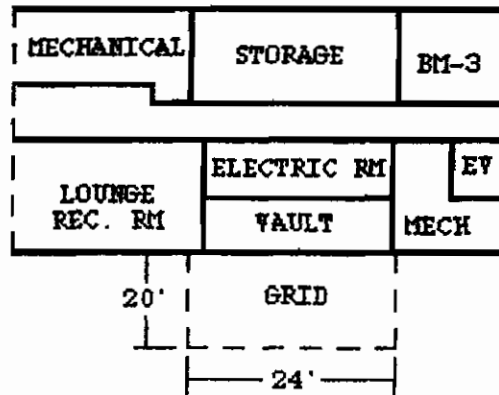 MECHANICAL
STORAGE
BM-3
ELECTRIC RM
EV
LOUNGE
REC. RM
VAULT
MECH
20'
GRID
24'